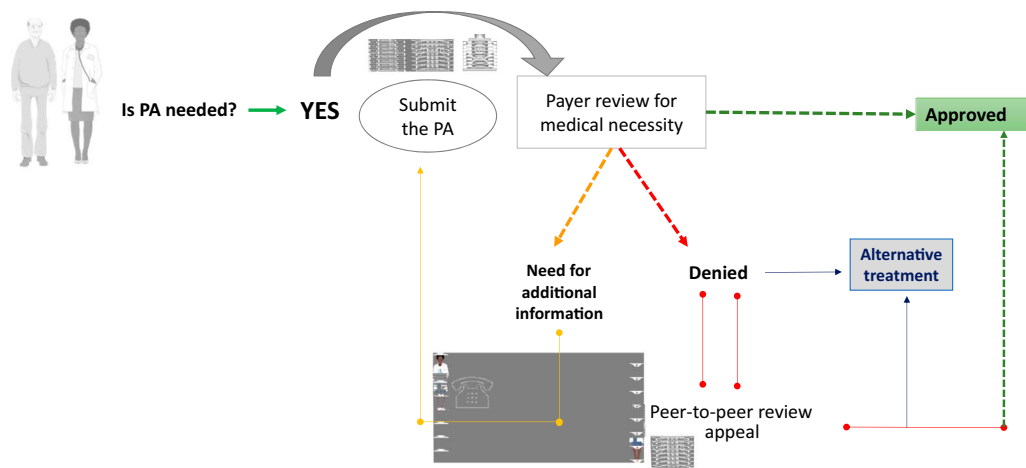 Is PA needed?
YES
Submit
the PA
Payer review for
medical necessity
Approved
Need for
additional
information
Denied
Alternative
treatment
Peer-to-peer review
appeal